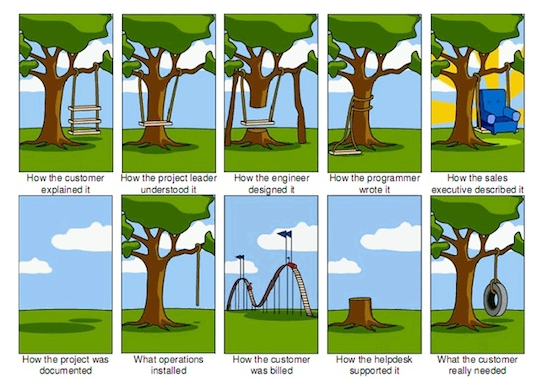 How the customer
explained it
How the project leader
understood it
How the engineer
designed it
How the programmer
wrote it
How the sales
executive described it
How the project was
documented
What operations
installed
How the customer
was billed
How the helpdesk
supported it
What the customer
really needed